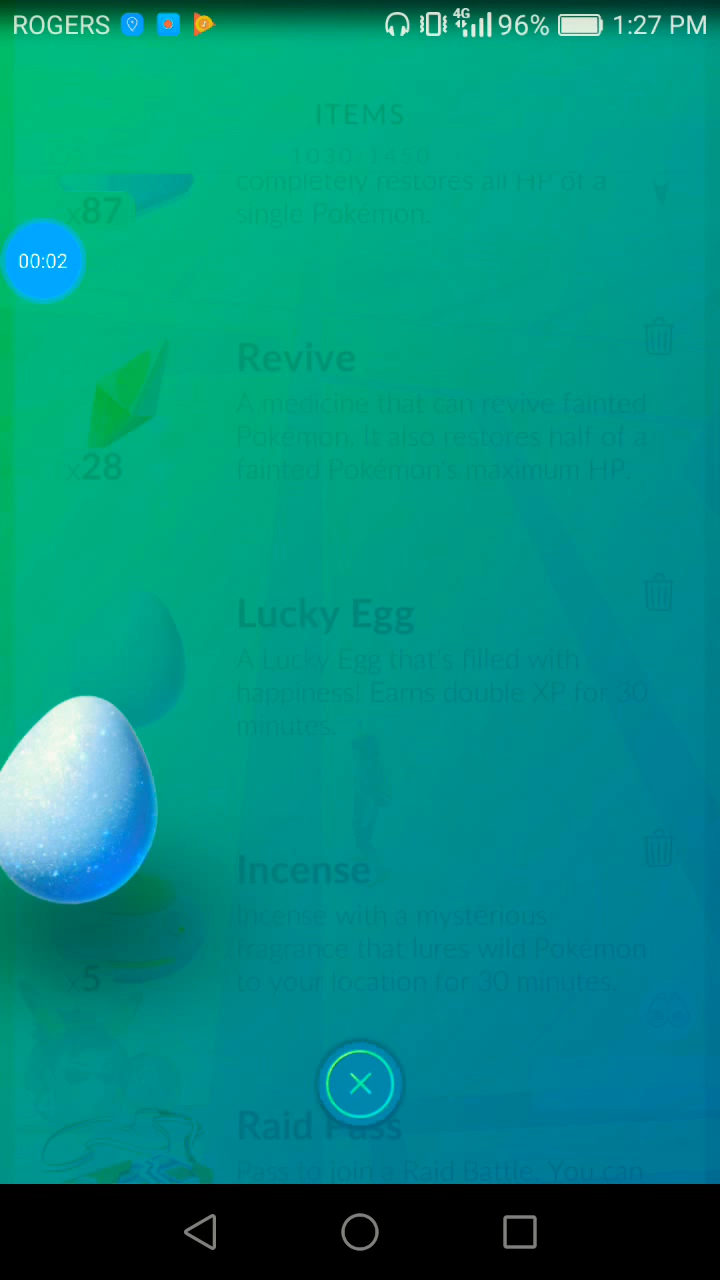 ROGERS 4G 96% 1:27 PM
ITEMS
1030/1450
completely restores all HP of a
x87
single Pokémon.
00:02
Revive
A medicine that can revive fainted
Pokémon. It also restores half of a
x28
fainted Pokémon's maximum HP.
Lucky Egg
A Lucky Egg that's filled with
happiness! Earns double XP for 30
minutes.
Incense
Incense with a mysterious
fragrance that lures wild Pokémon
x5
to your location for 30 minutes.
Raid Pass
Pass to join a Raid Battle. You can